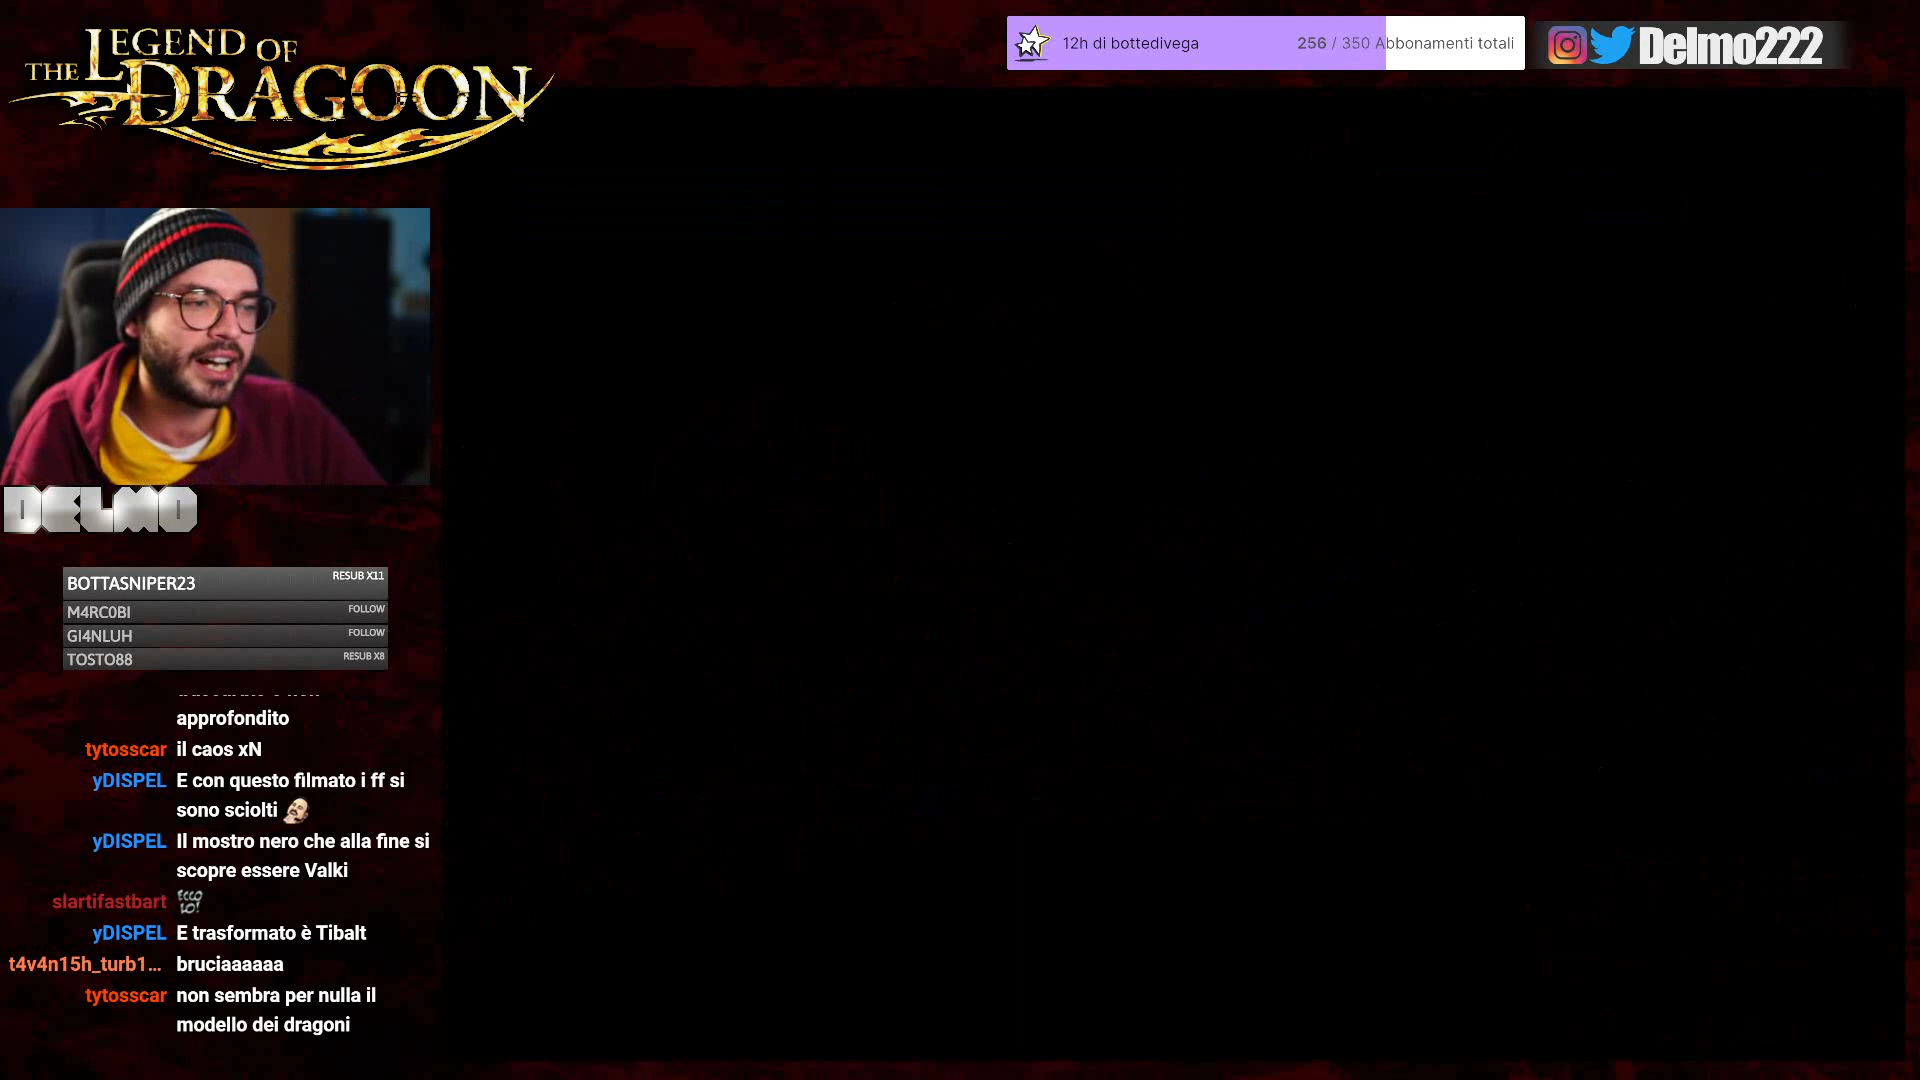 THE LEGEND OF
DRAGOON
12h di bottedivega 256 / 350 Abbonamenti totali
Delmo222
DELMO
BOTTASNIPER23 RESUB X11
M4RC0BI FOLLOW
GI4NLUH FOLLOW
TOSTO88 RESUB X8
approfondito
tytosscar il caos xN
yDISPEL E con questo filmato i ff si
sono sciolti
yDISPEL Il mostro nero che alla fine si
scopre essere Valki
slartifastbart ECCO
LO!
yDISPEL E trasformato è Tibalt
t4v4n15h_turb1... bruciaaaaaa
tytosscar non sembra per nulla il
modello dei dragoni